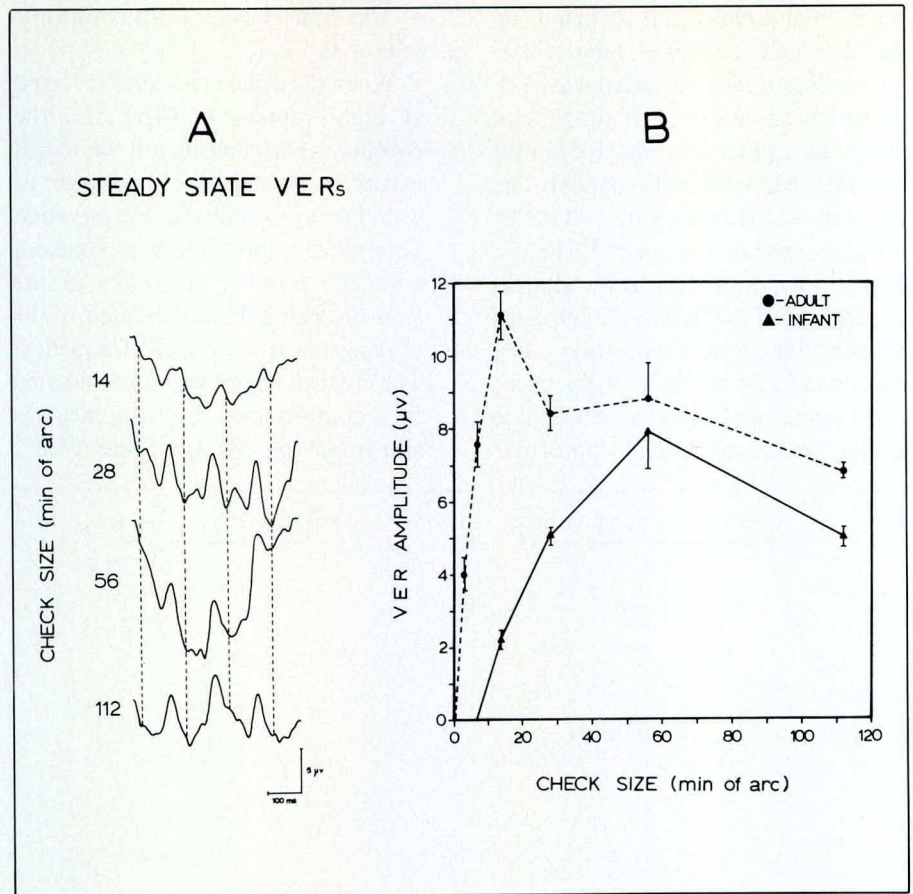 A
STEADY STATE VERs
CHECK SIZE (min of arc)
14
28
56
112
5 µv
100 ms
B
●-ADULT
▲-INFANT
VER AMPLITUDE (µv)
12
10
8
6
4
2
0
0 20 40 60 80 100 120
CHECK SIZE (min of arc)